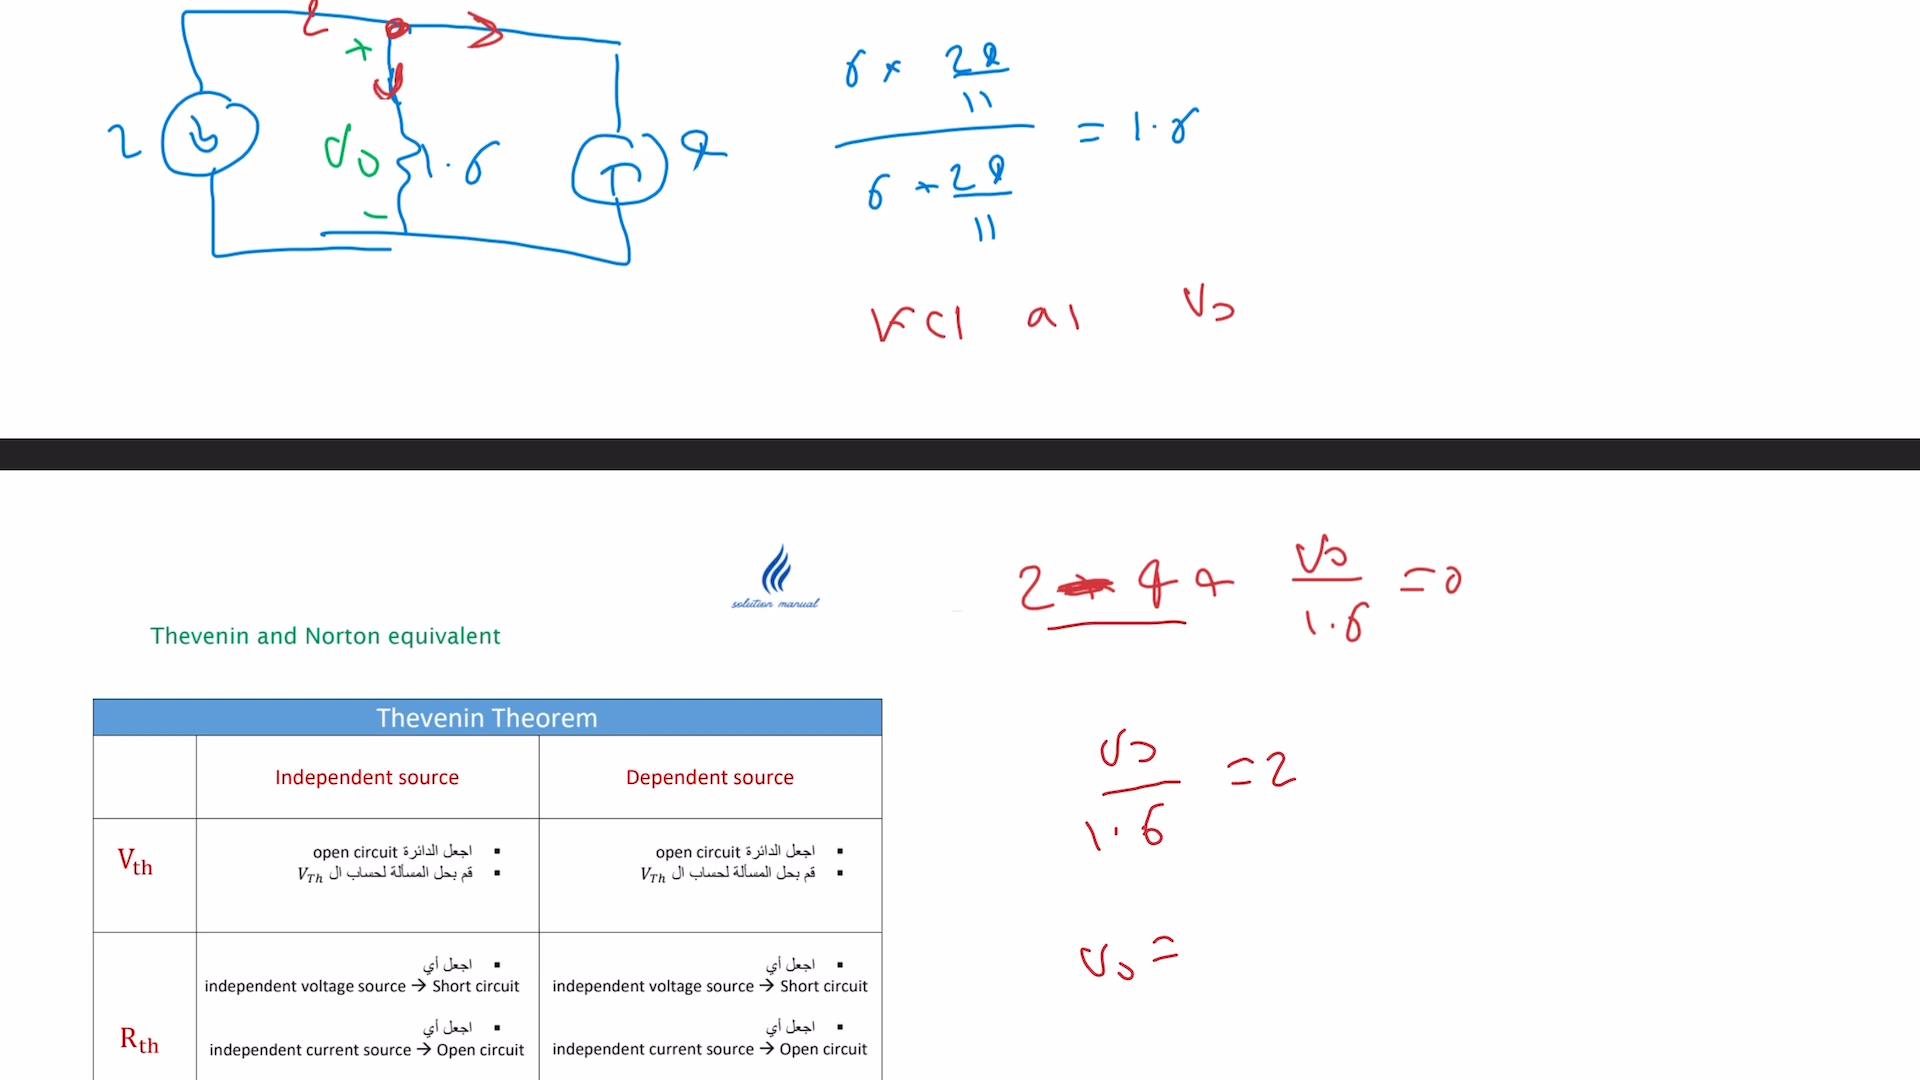 2
+
Vo
-
1.6
4
6 * 28/11
6 + 28/11
= 1.8
KCl at Vo
2 - 4 + Vo/1.6 = 0
Vo/1.6 = 2
Vo =
solution manual
Thevenin and Norton equivalent
Thevenin Theorem
Independent source
Dependent source
Vth
▪ اجعل الدائرة open circuit
▪ قم بحل المسألة لحساب ال VTh
▪ اجعل الدائرة open circuit
▪ قم بحل المسألة لحساب ال VTh
Rth
▪ اجعل أي
independent voltage source → Short circuit
▪ اجعل أي
independent current source → Open circuit
▪ اجعل أي
independent voltage source → Short circuit
▪ اجعل أي
independent current source → Open circuit